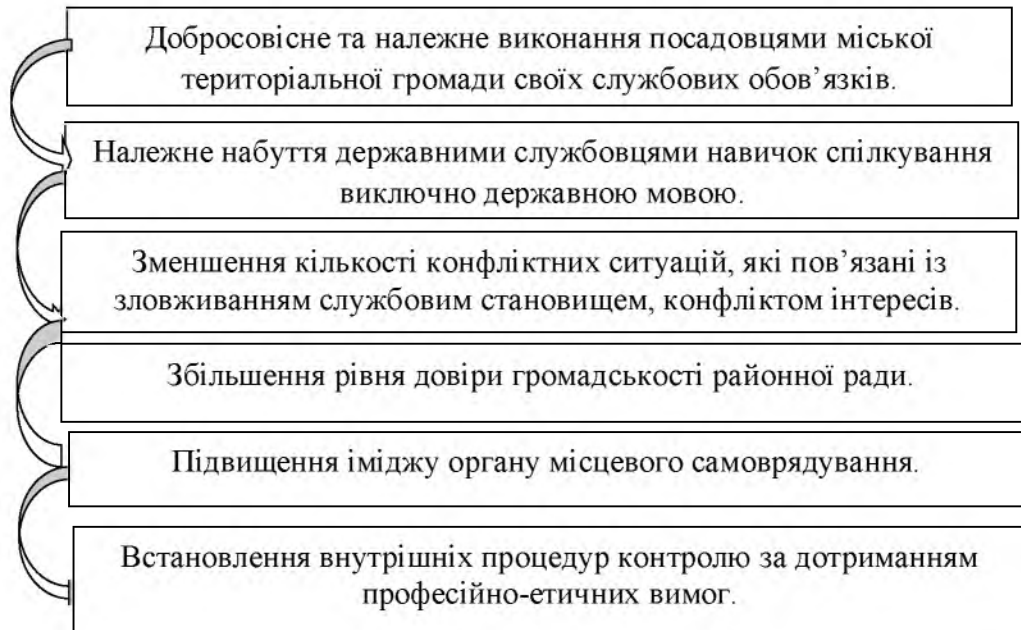 Добросовісне та належне виконання посадовцями міської
територіальної громади своїх службових обов’язків.
Належне набуття державними службовцями навичок спілкування
виключно державною мовою.
Зменшення кількості конфліктних ситуацій, які пов’язані із
зловживанням службовим становищем, конфліктом інтересів.
Збільшення рівня довіри громадськості районної ради.
Підвищення іміджу органу місцевого самоврядування.
Встановлення внутрішніх процедур контролю за дотриманням
професійно-етичних вимог.